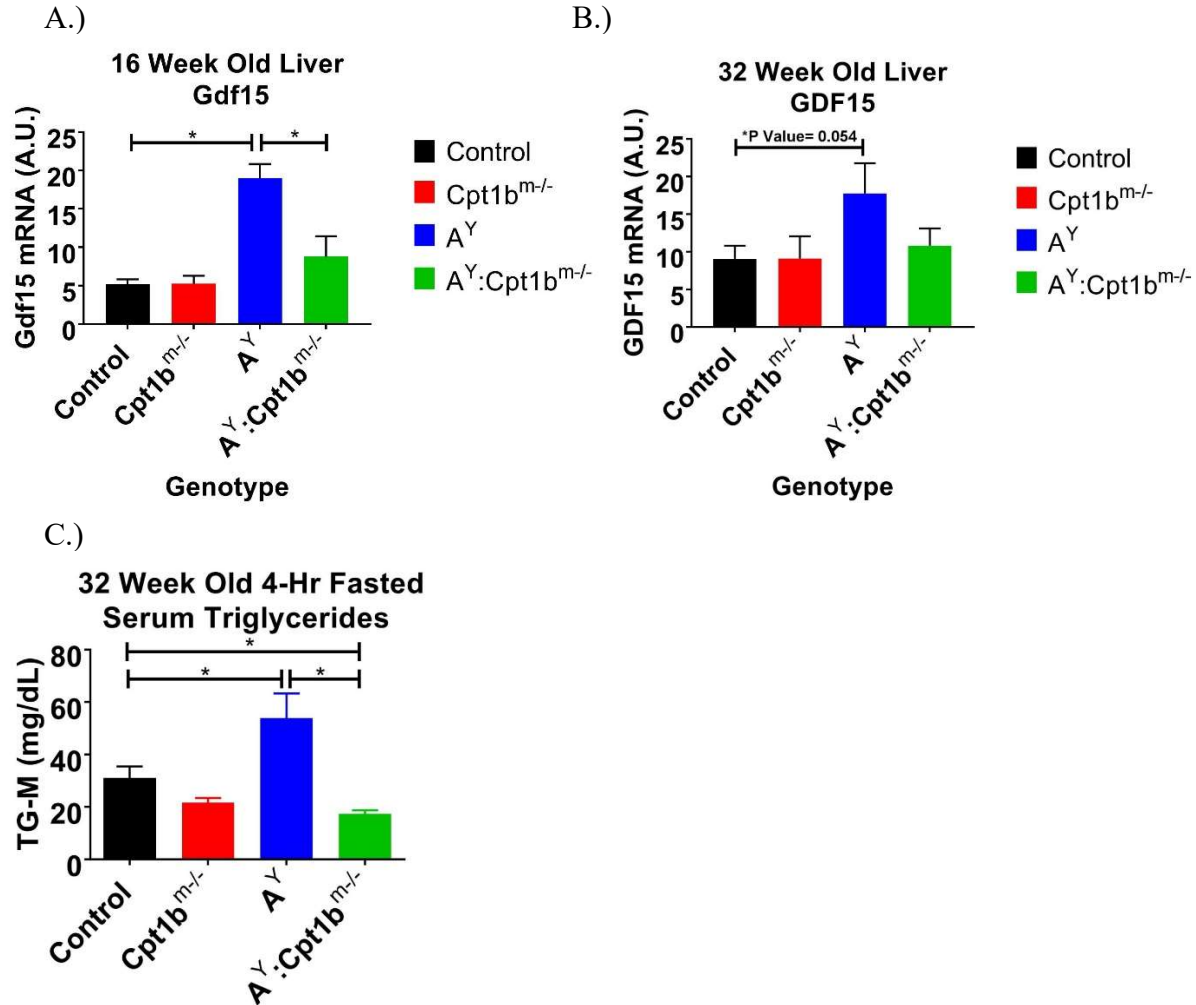 A.)
16 Week Old Liver
Gdf15
Gdf15 mRNA (A.U.)
25
20
15
10
5
0
*
*
Control
Cpt1b^m-/-
A^Y
A^Y:Cpt1b^m-/-
Genotype
Control
Cpt1b^m-/-
A^Y
A^Y:Cpt1b^m-/-
B.)
32 Week Old Liver
GDF15
GDF15 mRNA (A.U.)
25
20
15
10
5
0
*P Value= 0.054
Control
Cpt1b^m-/-
A^Y
A^Y:Cpt1b^m-/-
Genotype
Control
Cpt1b^m-/-
A^Y
A^Y:Cpt1b^m-/-
C.)
32 Week Old 4-Hr Fasted
Serum Triglycerides
TG-M (mg/dL)
80
60
40
20
0
*
*
*
Control
Cpt1b^m-/-
A^Y
A^Y:Cpt1b^m-/-